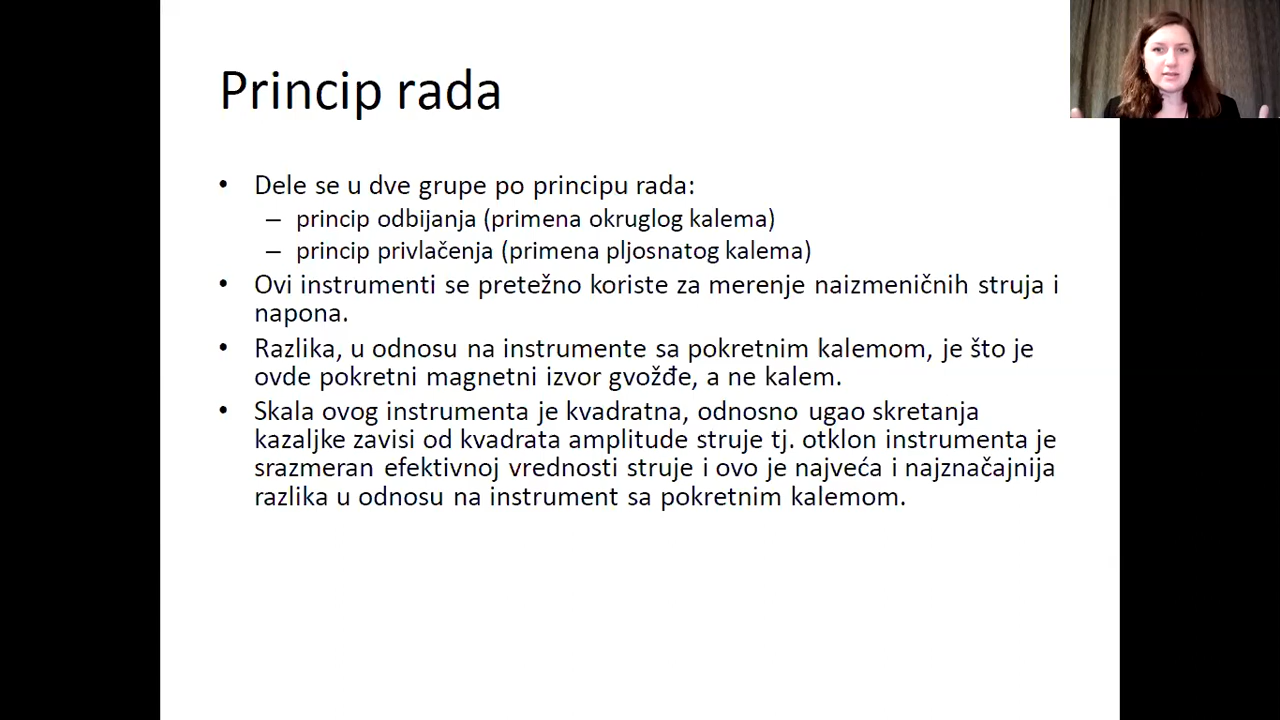 Princip rada
• Dele se u dve grupe po principu rada:
– princip odbijanja (primena okruglog kalema)
– princip privlačenja (primena pljosnatog kalema)
• Ovi instrumenti se pretežno koriste za merenje naizmeničnih struja i
napona.
• Razlika, u odnosu na instrumente sa pokretnim kalemom, je što je
ovde pokretni magnetni izvor gvožđe, a ne kalem.
• Skala ovog instrumenta je kvadratna, odnosno ugao skretanja
kazaljke zavisi od kvadrata amplitude struje tj. otklon instrumenta je
srazmeran efektivnoj vrednosti struje i ovo je najveća i najznačajnija
razlika u odnosu na instrument sa pokretnim kalemom.